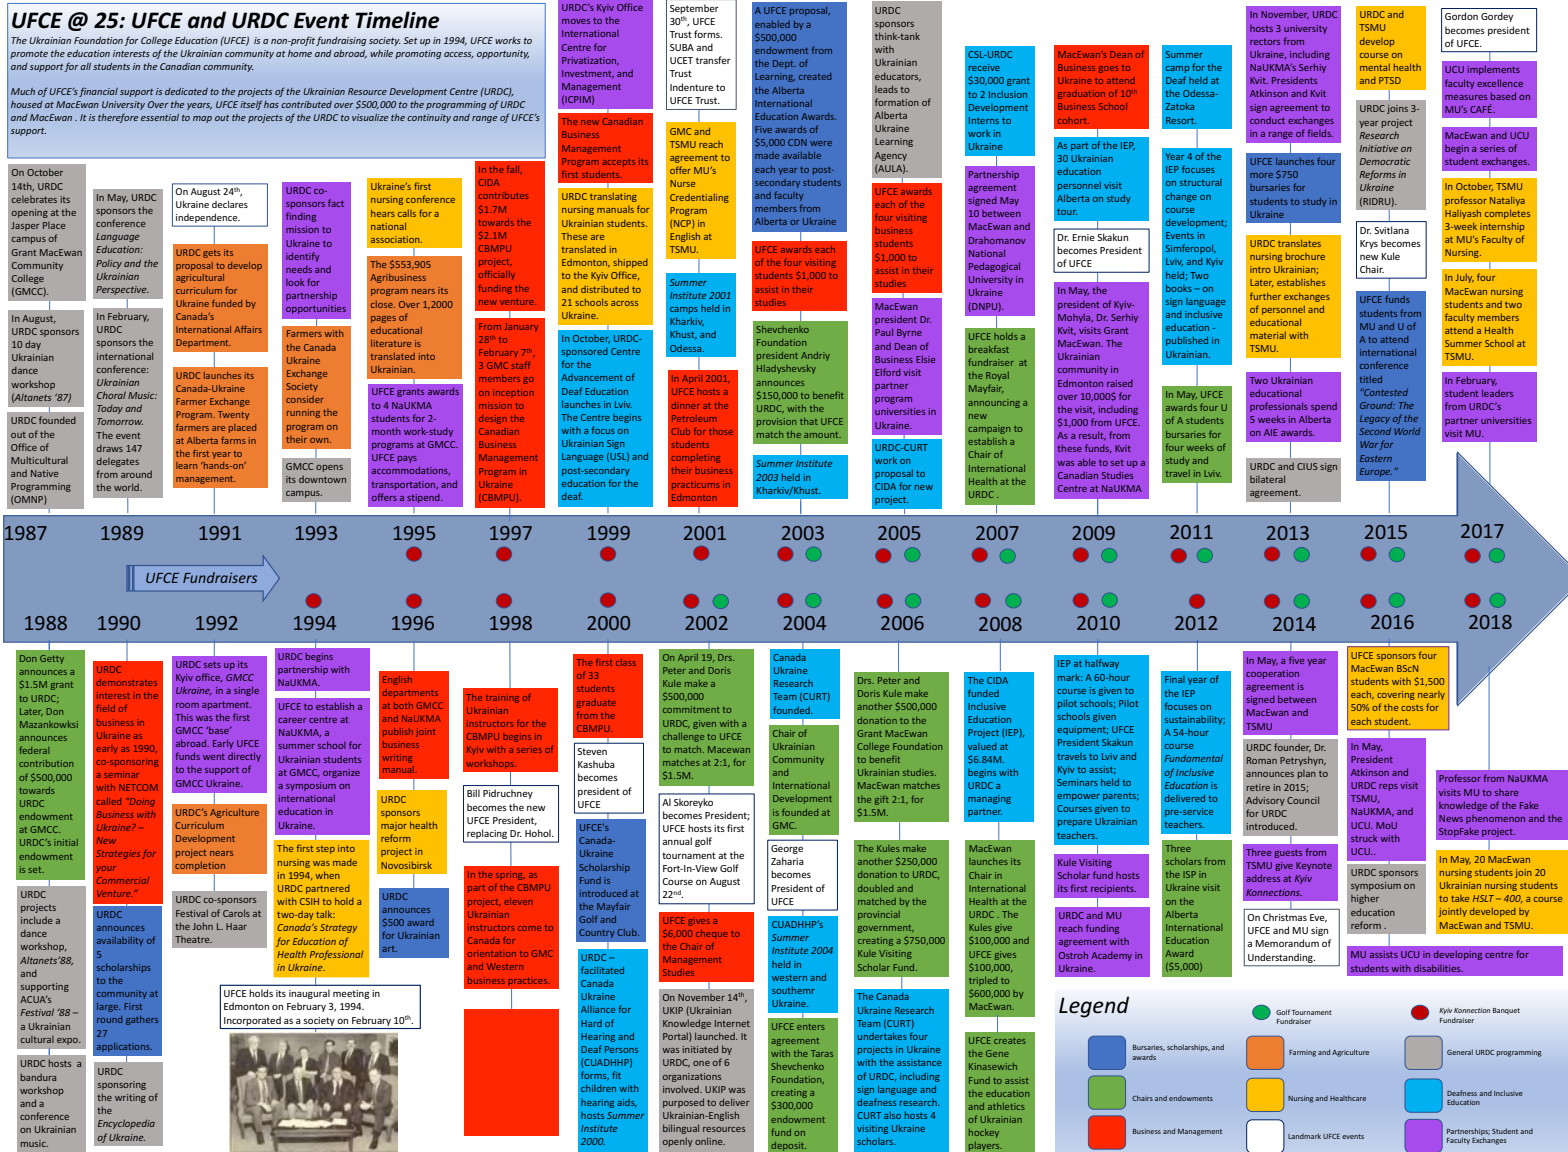 UFCE @ 25: UFCE and URDC Event Timeline
The Ukrainian Foundation for College Education (UFCE) is a non-profit fundraising society. Set up in 1994, UFCE works to
promote the education interests of the Ukrainian community at home and abroad, while promoting access, opportunity,
and support for all students in the Canadian community.
Much of UFCE's financial support is dedicated to the projects of the Ukrainian Resource Development Centre (URDC),
housed at MacEwan University Over the years, UFCE itself has contributed over $500,000 to the programming of URDC
and MacEwan . It is therefore essential to map out the projects of the URDC to visualize the continuity and range of UFCE's
support.
On October
14th, URDC
celebrates its
opening at the
Jasper Place
campus of
Grant MacEwan
Community
College
(GMCC).
In August,
URDC sponsors
10 day
Ukrainian
dance
workshop
(Altanets '87)
URDC founded
out of the
Office of
Multicultural
and Native
Programming
(OMNP)
In May, URDC
sponsors the
conference
Language
Education:
Policy and the
Ukrainian
Perspective.
In February,
URDC
sponsors the
international
conference:
Ukrainian
Choral Music:
Today and
Tomorrow.
The event
draws 147
delegates
from around
the world.
On August 24th,
Ukraine declares
independence.
URDC gets its
proposal to develop
agricultural
curriculum for
Ukraine funded by
Canada's
International Affairs
Department.
URDC launches its
Canada-Ukraine
Farmer Exchange
Program. Twenty
farmers are placed
at Alberta farms in
the first year to
learn 'hands-on'
management.
URDC co-
sponsors fact
finding
mission to
Ukraine to
identify
needs and
look for
partnership
opportunities
Farmers with
the Canada
Ukraine
Exchange
Society
consider
running the
program on
their own.
GMCC opens
its downtown
campus.
Ukraine's first
nursing conference
hears calls for a
national
association.
The $553,905
Agribusiness
program nears its
close. Over 1,2000
pages of
educational
literature is
translated into
Ukrainian.
UFCE grants awards
to 4 NaUKMA
students for 2-
month work-study
programs at GMCC.
UFCE pays
accommodations,
transportation, and
offers a stipend.
In the fall,
CIDA
contributes
$1.7M
towards the
$2.1M
CBMPU
project,
officially
funding the
new venture.
From January
28th to
February 7th,
3 GMC staff
members go
on inception
mission to
design the
Canadian
Business
Management
Program in
Ukraine
(CBMPU).
URDC's Kyiv Office
moves to the
International
Centre for
Privatization,
Investment, and
Management
(ICPIM)
The new Canadian
Business
Management
Program accepts its
first students.
URDC translating
nursing manuals for
Ukrainian students.
These are
translated in
Edmonton, shipped
to the Kyiv Office,
and distributed to
21 schools across
Ukraine.
In October, URDC-
sponsored Centre
for the
Advancement of
Deaf Education
launches in Lviv.
The Centre begins
with a focus on
Ukrainian Sign
Language (USL) and
post-secondary
education for the
deaf.
September
30th, UFCE
Trust forms.
SUBA and
UCET transfer
Trust
Indenture to
UFCE Trust.
GMC and
TSMU reach
agreement to
offer MU's
Nurse
Credentialing
Program
(NCP) in
English at
TSMU.
Summer
Institute 2001
camps held in
Kharkiv,
Khust, and
Odessa.
In April 2001,
UFCE hosts a
dinner at the
Petroleum
Club for those
students
completing
their business
practicums in
Edmonton
A UFCE proposal,
enabled by a
$500,000
endowment from
the Dept. of
Learning, created
the Alberta
International
Education Awards.
Five awards of
$5,000 CDN were
made available
each year to post-
secondary students
and faculty
members from
Alberta or Ukraine
UFCE awards each
of the four visiting
students $1,000 to
assist in their
studies
Shevchenko
Foundation
president Andriy
Hladyshevsky
announces
$150,000 to benefit
URDC, with the
provision that UFCE
match the amount.
Summer Institute
2003 held in
Kharkiv/Khust.
URDC
sponsors
think-tank
with
Ukrainian
educators,
leads to
formation of
Alberta
Ukraine
Learning
Agency
(AULA).
UFCE awards
each of the
four visiting
business
students
$1,000 to
assist in their
studies
MacEwan
president Dr.
Paul Byrne
and Dean of
Business Elsie
Elford visit
partner
program
universities in
Ukraine.
URDC-CURT
work on
proposal to
CIDA for new
project.
CSL-URDC
receive
$30,000 grant
to 2 Inclusion
Development
Interns to
work in
Ukraine
Partnership
agreement
signed May
10 between
MacEwan and
Drahomanov
National
Pedagogical
University in
Ukraine
(DNPU).
UFCE holds a
breakfast
fundraiser at
the Royal
Mayfair,
announcing a
new
campaign to
establish a
Chair of
International
Health at the
URDC .
MacEwan's Dean of
Business goes to
Ukraine to attend
graduation of 10th
Business School
cohort.
As part of the IEP,
30 Ukrainian
education
personnel visit
Alberta on study
tour.
Dr. Ernie Skakun
becomes President
of UFCE
In May, the
president of Kyiv-
Mohyla, Dr. Serhiy
Kvit, visits Grant
MacEwan. The
Ukrainian
community in
Edmonton raised
over 10,000$ for
the visit, including
$1,000 from UFCE.
As a result, from
these funds, Kvit
was able to set up a
Canadian Studies
Centre at NaUKMA
Summer
camp for the
Deaf held at
the Odessa-
Zatoka
Resort.
Year 4 of the
IEP focuses on
structural
change on
course
development;
Events in
Simferopol,
Lviv, and Kyiv
held; Two
books – on
sign language
and inclusive
education -
published in
Ukrainian.
In May, UFCE
awards four U
of A students
bursaries for
four weeks of
study and
travel in Lviv.
In November, URDC
hosts 3 university
rectors from
Ukraine, including
NaUKMA's Serhiy
Kvit. Presidents
Atkinson and Kvit
sign agreement to
conduct exchanges
in a range of fields.
UFCE launches four
more $750
bursaries for
students to study in
Ukraine
URDC translates
nursing brochure
intro Ukrainian;
Later, establishes
further exchanges
of personnel and
educational
material with
TSMU.
Two Ukrainian
educational
professionals spend
5 weeks in Alberta
on AIE awards.
URDC and CIUS sign
bilateral
agreement.
URDC and
TSMU
develop
course on
mental health
and PTSD
URDC joins 3-
year project
Research
Initiative on
Democratic
Reforms in
Ukraine
(RIDRU).
Dr. Svitlana
Krys becomes
new Kule
Chair.
UFCE funds
students from
MU and U of
A to attend
international
conference
titled
"Contested
Ground: The
Legacy of the
Second World
War for
Eastern
Europe."
Gordon Gordey
becomes president
of UFCE.
UCU implements
faculty excellence
measures based on
MU's CAFÉ.
MacEwan and UCU
begin a series of
student exchanges.
In October, TSMU
professor Nataliya
Haliyash completes
3-week internship
at MU's Faculty of
Nursing.
In July, four
MacEwan nursing
students and two
faculty members
attend a Health
Summer School at
TSMU.
In February,
student leaders
from URDC's
partner universities
visit MU.
1987
1989
1991
1993
1995
1997
1999
2001
2003
2005
2007
2009
2011
2013
2015
2017
UFCE Fundraisers
1988
1990
1992
1994
1996
1998
2000
2002
2004
2006
2008
2010
2012
2014
2016
2018
Don Getty
announces a
$1.5M grant
to URDC;
Later, Don
Mazankowksi
announces
federal
contribution
of $500,000
towards
URDC
endowment
at GMCC.
URDC's initial
endowment
is set.
URDC
projects
include a
dance
workshop,
Altanets'88,
and
supporting
ACUA's
Festival '88 –
a Ukrainian
cultural expo.
URDC hosts a
bandura
workshop
and a
conference
on Ukrainian
music.
URDC
demonstrates
interest in the
field of
business in
Ukraine as
early as 1990,
co-sponsoring
a seminar
with NETCOM
called "Doing
Business with
Ukraine? –
New
Strategies for
your
Commercial
Venture."
URDC
announces
availability of
5
scholarships
to the
community at
large. First
round gathers
27
applications.
URDC
sponsoring
the writing of
the
Encyclopedia
of Ukraine.
URDC sets up its
Kyiv office, GMCC
Ukraine, in a single
room apartment.
This was the first
GMCC 'base'
abroad. Early UFCE
funds went directly
to the support of
GMCC Ukraine.
URDC's Agriculture
Curriculum
Development
project nears
completion
URDC co-sponsors
Festival of Carols at
the John L. Haar
Theatre.
URDC begins
partnership with
NaUKMA.
UFCE to establish a
career centre at
NaUKMA, a
summer school for
Ukrainian students
at GMCC, organize
a symposium on
international
education in
Ukraine.
The first step into
nursing was made
in 1994, when
URDC partnered
with CSIH to hold a
two-day talk:
Canada's Strategy
for Education of
Health Professional
in Ukraine.
UFCE holds its inaugural meeting in
Edmonton on February 3, 1994.
Incorporated as a society on February 10th.
English
departments
at both GMCC
and NaUKMA
publish joint
business
writing
manual.
URDC
sponsors
major health
reform
project in
Novosibirsk
URDC
announces
$500 award
for Ukrainian
art.
The training of
Ukrainian
instructors for the
CBMPU begins in
Kyiv with a series of
workshops.
Bill Pidruchney
becomes the new
UFCE President,
replacing Dr. Hohol.
In the spring, as
part of the CBMPU
project, eleven
Ukrainian
instructors come to
Canada for
orientation to GMC
and Western
business practices.
The first class
of 33
students
graduate
from the
CBMPU.
Steven
Kashuba
becomes
president of
UFCE
UFCE's
Canada-
Ukraine
Scholarship
Fund is
introduced at
the Mayfair
Golf and
Country Club.
URDC –
facilitated
Canada
Ukraine
Alliance for
Hard of
Hearing and
Deaf Persons
(CUADHHP)
forms, fit
children with
hearing aids,
hosts Summer
Institute
2000.
On April 19, Drs.
Peter and Doris
Kule make a
$500,000
commitment to
URDC, given with a
challenge to UFCE
to match. Macewan
matches at 2:1, for
$1.5M.
Al Skoreyko
becomes President;
UFCE hosts its first
annual golf
tournament at the
Fort-In-View Golf
Course on August
22nd.
UFCE gives a
$6,000 cheque to
the Chair of
Management
Studies
On November 14th,
UKIP (Ukrainian
Knowledge Internet
Portal) launched. It
was initiated by
URDC, one of 6
organizations
involved. UKIP was
purposed to deliver
Ukrainian-English
bilingual resources
openly online.
Canada
Ukraine
Research
Team (CURT)
founded.
Chair of
Ukrainian
Community
and
International
Development
is founded at
GMC.
George
Zaharia
becomes
President of
UFCE
CUADHHP's
Summer
Institute 2004
held in
western and
southernr
Ukraine.
UFCE enters
agreement
with the Taras
Shevchenko
Foundation,
creating a
$300,000
endowment
fund on
deposit.
Drs. Peter and Doris
Kule make another
$500,000
donation to the
Grant MacEwan
College Foundation
to benefit
Ukrainian studies.
MacEwan matches
the gift 2:1, for
$1.5M.
The Kules make
another $250,000
donation to URDC,
doubled and
matched by the
provincial
government,
creating a $750,000
Kule Visiting
Scholar Fund.
The Canada
Ukraine Research
Team (CURT)
undertakes four
projects in Ukraine
with the assistance
of URDC, including
sign language and
deafness research.
CURT also hosts 4
visiting Ukraine
scholars.
The CIDA
funded
Inclusive
Education
Project (IEP),
valued at
$6.84M.
begins with
URDC a
managing
partner.
MacEwan
launches its
Chair in
International
Health at the
URDC . The
Kules give
$100,000 and
UFCE gives
$100,000,
tripled to
$600,000 by
MacEwan.
UFCE creates
the Gene
Kinasewich
Fund to assist
the education
and athletics
of Ukrainian
hockey
players.
IEP at halfway
mark: A 60-hour
course is given to
pilot schools; Pilot
schools given
equipment; UFCE
President Skakun
travels to Lviv and
Kyiv to assist;
Seminars held to
empower parents;
Courses given to
prepare Ukrainian
teachers.
Kule Visiting
Scholar fund hosts
its first recipients.
URDC and MU
reach funding
agreement with
Ostroh Academy in
Ukraine.
Final year of
the IEP
focuses on
sustainability;
A 54-hour
course
Fundamental
of Inclusive
Education is
delivered to
pre-service
teachers.
Three
scholars from
the ISP in
Ukraine visit
on the
Alberta
International
Education
Award
($5,000)
In May, a five year
cooperation
agreement is
signed between
MacEwan and
TSMU
URDC founder, Dr.
Roman Petryshyn,
announces plan to
retire in 2015;
Advisory Council
for URDC
introduced.
Three guests from
TSMU give Keynote
address at Kyiv
Konnections.
On Christmas Eve,
UFCE and MU sign
a Memorandum of
Understanding.
UFCE sponsors four
MacEwan BScN
students with $1,500
each, covering nearly
50% of the costs for
each student.
In May,
President
Atkinson and
URDC reps visit
TSMU,
NaUKMA, and
UCU. MoU
struck with
UCU..
URDC sponsors
symposium on
higher
education
reform .
MU assists UCU in developing centre for
students with disabilities.
Professor from NaUKMA
visits MU to share
knowledge of the Fake
News phenomenon and the
StopFake project.
In May, 20 MacEwan
nursing students join 20
Ukrainian nursing students
to take HSLT – 400, a course
jointly developed by
MacEwan and TSMU.
Legend
Golf Tournament
Fundraiser
Kyiv Konnection Banquet
Fundraiser
Bursaries, scholarships, and
awards
Farming and Agriculture
General URDC programming
Chairs and endowments
Nursing and Healthcare
Deafness and Inclusive
Education
Business and Management
Landmark UFCE events
Partnerships; Student and
Faculty Exchanges